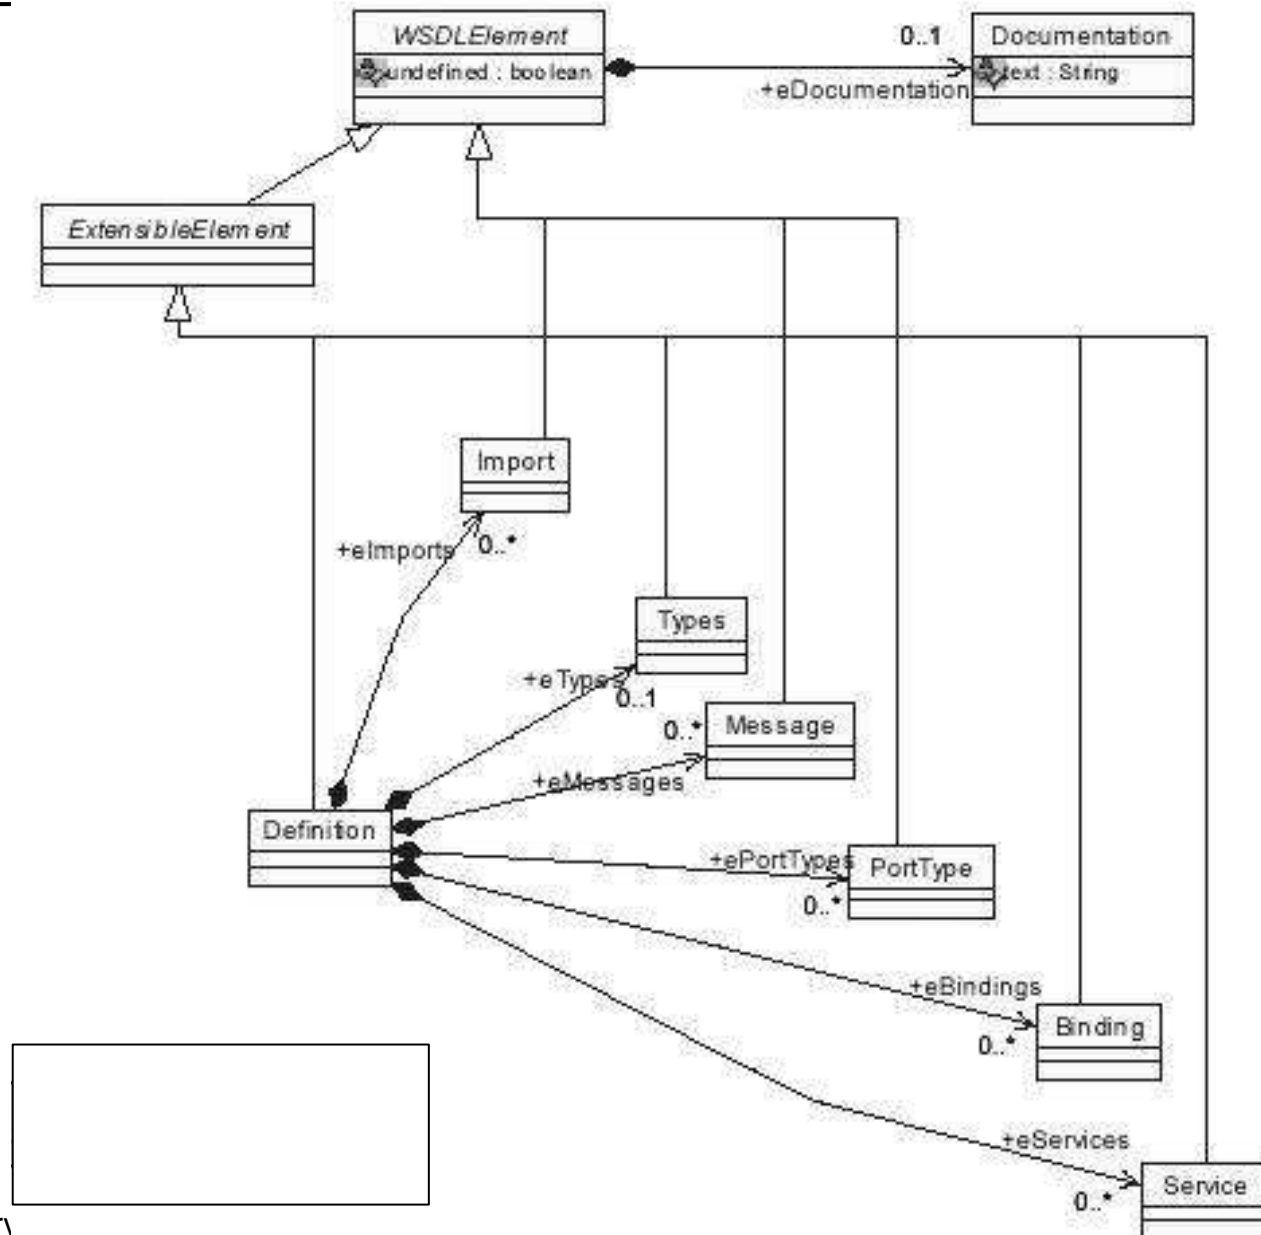 WSDLElement
undefined : boolean
0..1
+eDocumentation
Documentation
text : String
ExtensibleElement
Import
+eImports
0..*
Types
+eTypes
0..1
0..*
Message
+eMessages
Definition
+ePortTypes
PortType
0..*
+eBindings
Binding
0..*
+eServices
Service
0..*